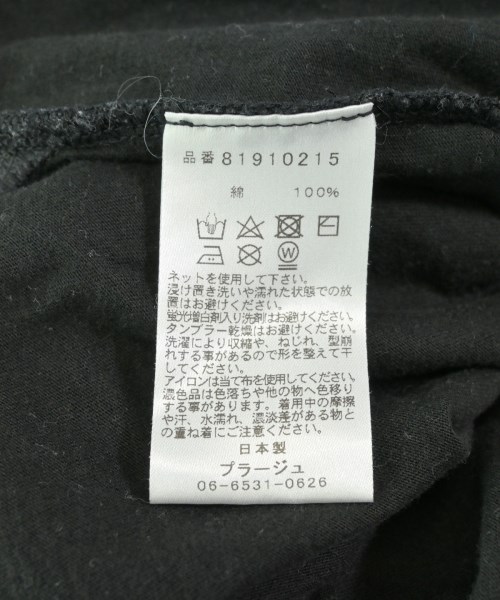 品番 81910215
綿 100%
W
ネットを使用して下さい。
浸け置き洗いや濡れた状態での放
置はお避けください。
蛍光増白剤入り洗剤はお避けください。
タンブラー乾燥はお避けください。
洗濯により収縮や、ねじれ、型崩
れする事があるので形を整えて干
してください。
アイロンは当て布を使用してください。
濃色品は色落ちや他の物へ色移り
する事があります。着用中の摩擦
や汗、水濡れ、濃淡差がある物と
の重ね着にご注意ください。
日本製
プラージュ
06-6531-0626